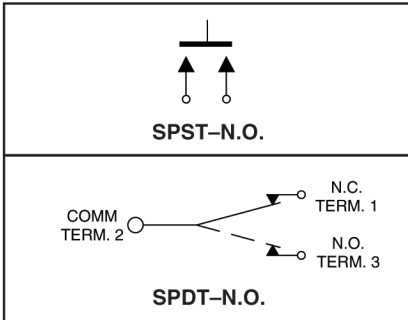 SPST–N.O.
N.C.
TERM. 1
COMM
TERM. 2
N.O.
TERM. 3
SPDT–N.O.